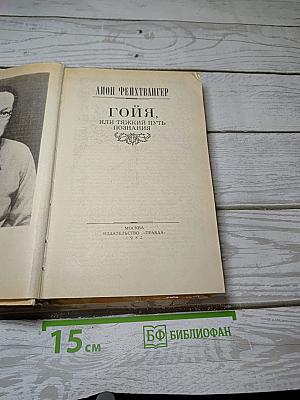 ЛИОН ФЕЙХТВАНГЕР
ГОЙЯ,
ИЛИ ТЯЖКИЙ ПУТЬ
ПОЗНАНИЯ
МОСКВА
ИЗДАТЕЛЬСТВО «ПРАВДА»
1982
15 см
БФ БИБЛИОФАН